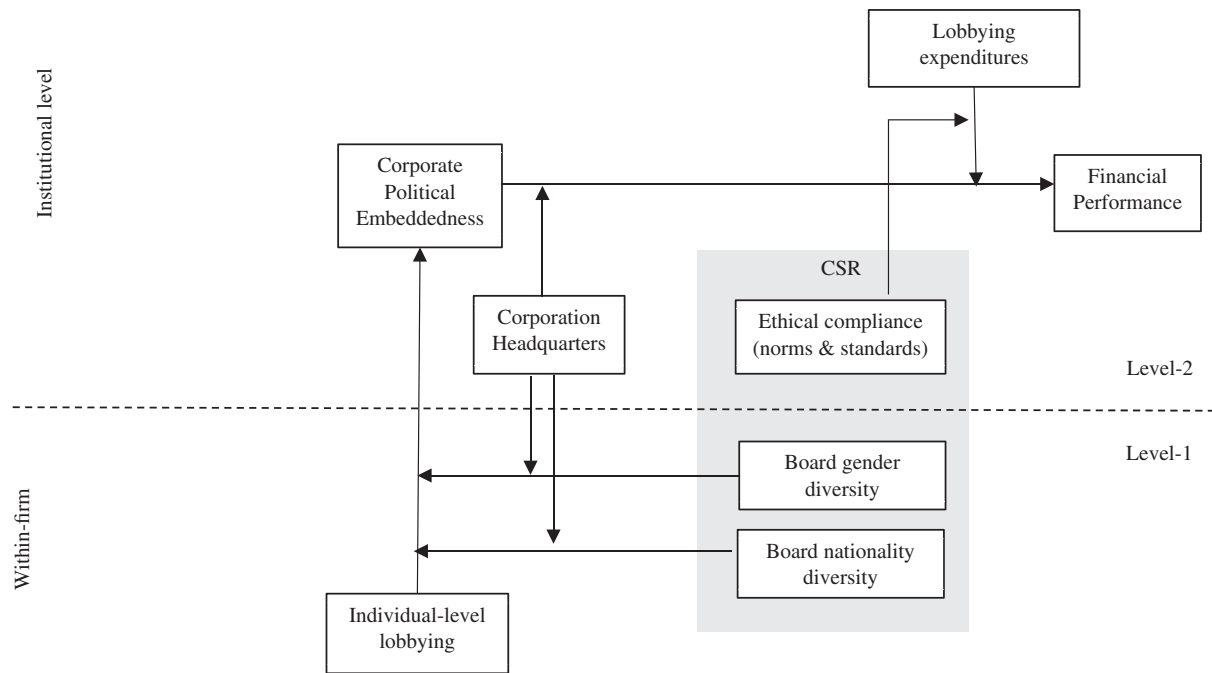 Institutional level
Lobbying
expenditures
Corporate
Political
Embeddedness
Financial
Performance
CSR
Corporation
Headquarters
Ethical compliance
(norms & standards)
Level-2
Level-1
Within-firm
Board gender
diversity
Board nationality
diversity
Individual-level
lobbying